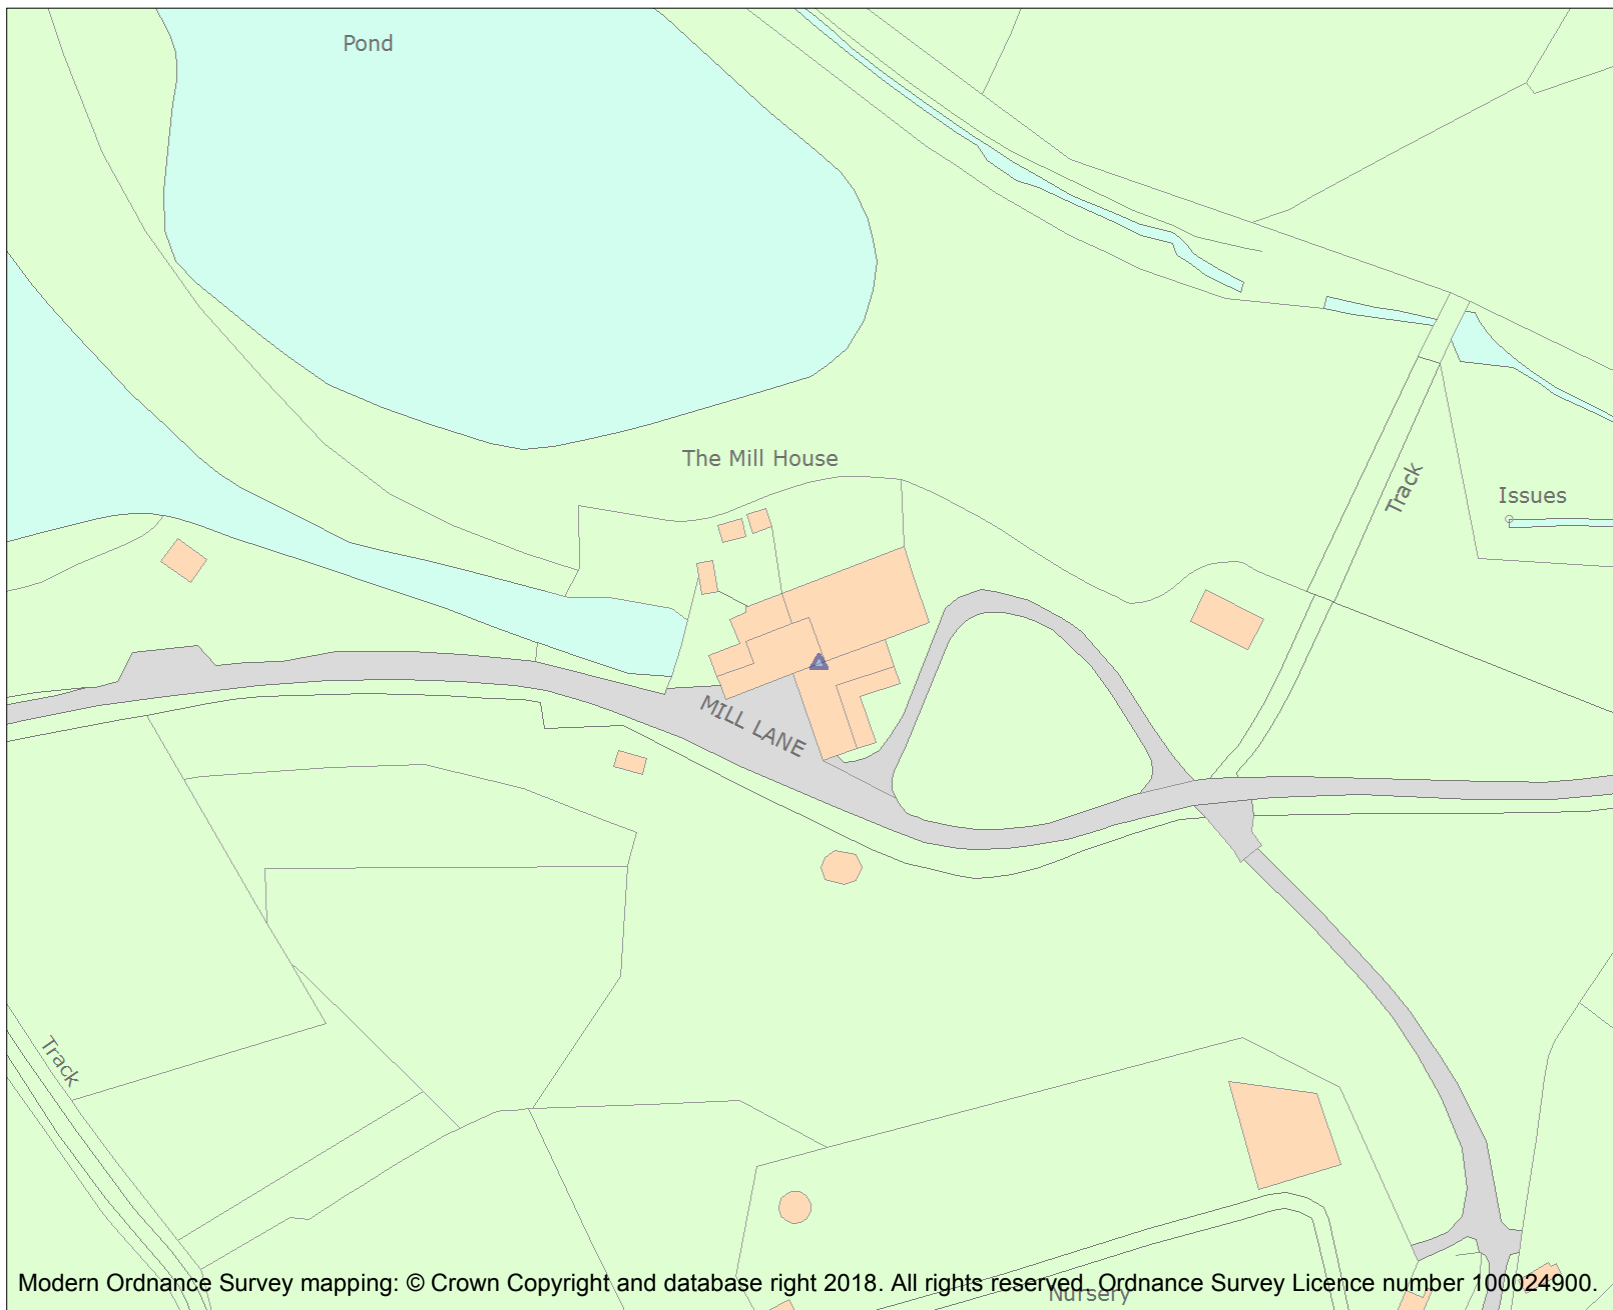 Pond
The Mill House
Track
Issues
MILL LANE
Track
Modern Ordnance Survey mapping: © Crown Copyright and database right 2018. All rights reserved. Ordnance Survey Licence number 100024900.
Nursery